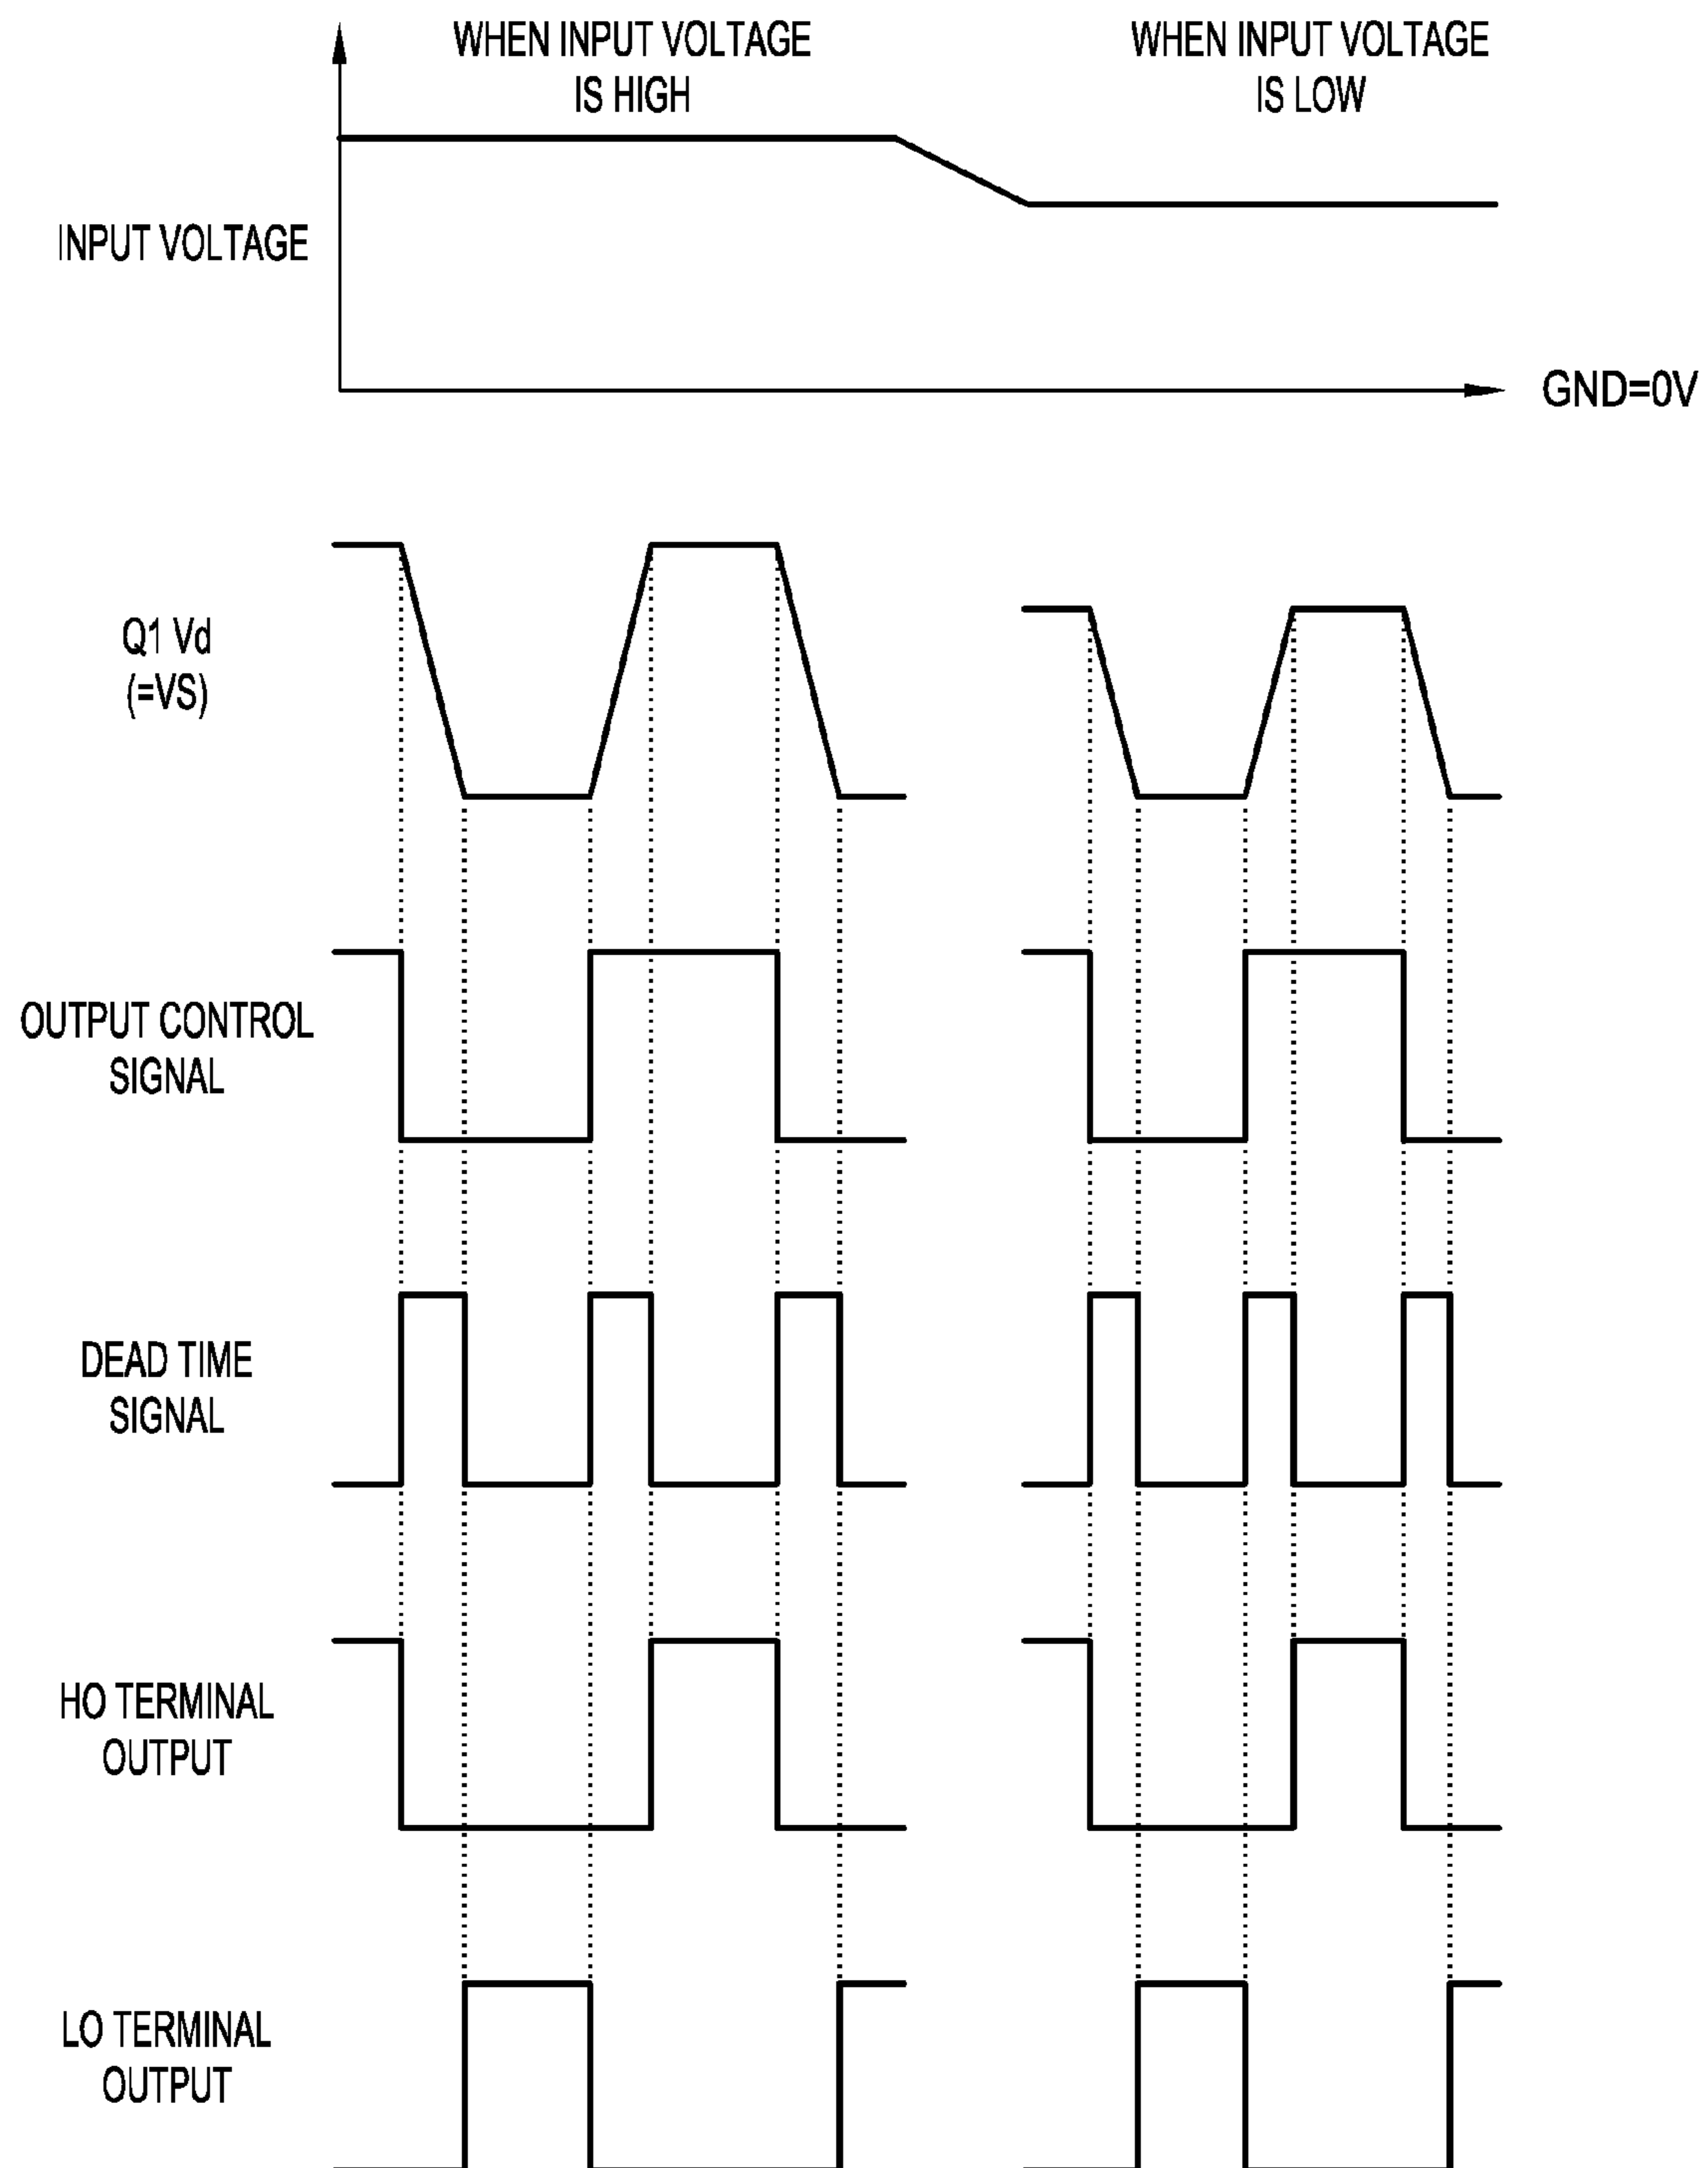 WHEN INPUT VOLTAGE
IS HIGH
WHEN INPUT VOLTAGE
IS LOW
INPUT VOLTAGE
GND=0V
Q1 Vd
(=VS)
OUTPUT CONTROL
SIGNAL
DEAD TIME
SIGNAL
HO TERMINAL
OUTPUT
LO TERMINAL
OUTPUT